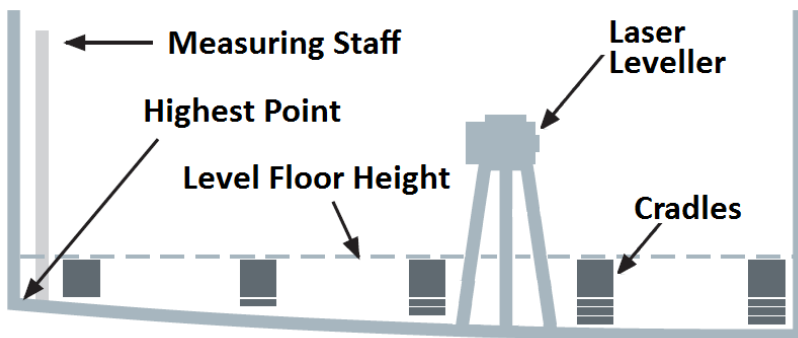 Measuring Staff
Laser
Leveller
Highest Point
Level Floor Height
Cradles